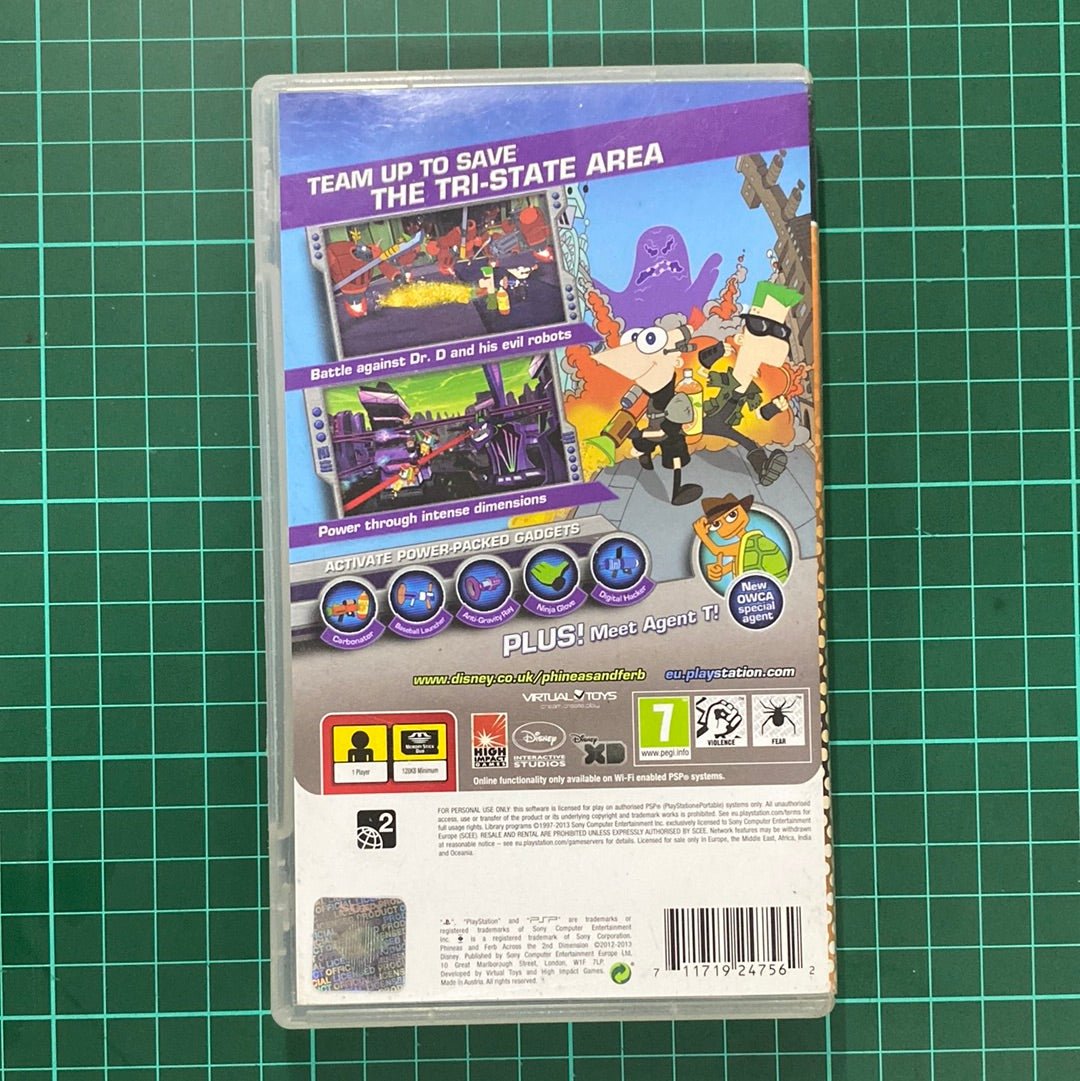 TEAM UP TO SAVE
THE TRI-STATE AREA
Battle against Dr. D and his evil robots
Power through intense dimensions
ACTIVATE POWER-PACKED GADGETS
Carbonator
Baseball Launcher
Anti-Gravity Ray
Ninja Glove
Digital Hacker
New
OWCA
special
agent
PLUS! Meet Agent T!
www.disney.co.uk/phineasandferb
eu.playstation.com
VIRTUAL TOYS
cream.create.play
1 Player
MEMORY STICK
DUO
128KB Minimum
HIGH
IMPACT
GAMES
Disney
INTERACTIVE
STUDIOS
Disney
XD
7
www.pegi.info
VIOLENCE
FEAR
Online functionality only available on Wi-Fi enabled PSP® systems.
2
FOR PERSONAL USE ONLY this software is licensed for play on authorised PSP® (PlayStation®Portable) systems only. All unauthorised
access, use or transfer of the product or its underlying copyright and trademark works is prohibited. See eu.playstation.com/terms for
full usage rights. Library programs ©1997-2013 Sony Computer Entertainment Inc. exclusively licensed to Sony Computer Entertainment
Europe (SCEE). RESALE AND RENTAL ARE PROHIBITED UNLESS EXPRESSLY AUTHORISED BY SCEE. Network features may be withdrawn
at reasonable notice – see eu.playstation.com/gameservers for details. Licensed for sale only in Europe, the Middle East, Africa, India
and Oceania.
"PlayStation" and "PSP" are trademarks or
registered trademarks of Sony Computer Entertainment
Inc. is a registered trademark of Sony Corporation.
Phineas and Ferb Across the 2nd Dimension ©2012-2013
Disney. Published by Sony Computer Entertainment Europe Ltd,
10 Great Marlborough Street, London, W1F 7LP.
Developed by Virtual Toys and High Impact Games.
Made in Austria. All rights reserved.
7 11719 24756 2